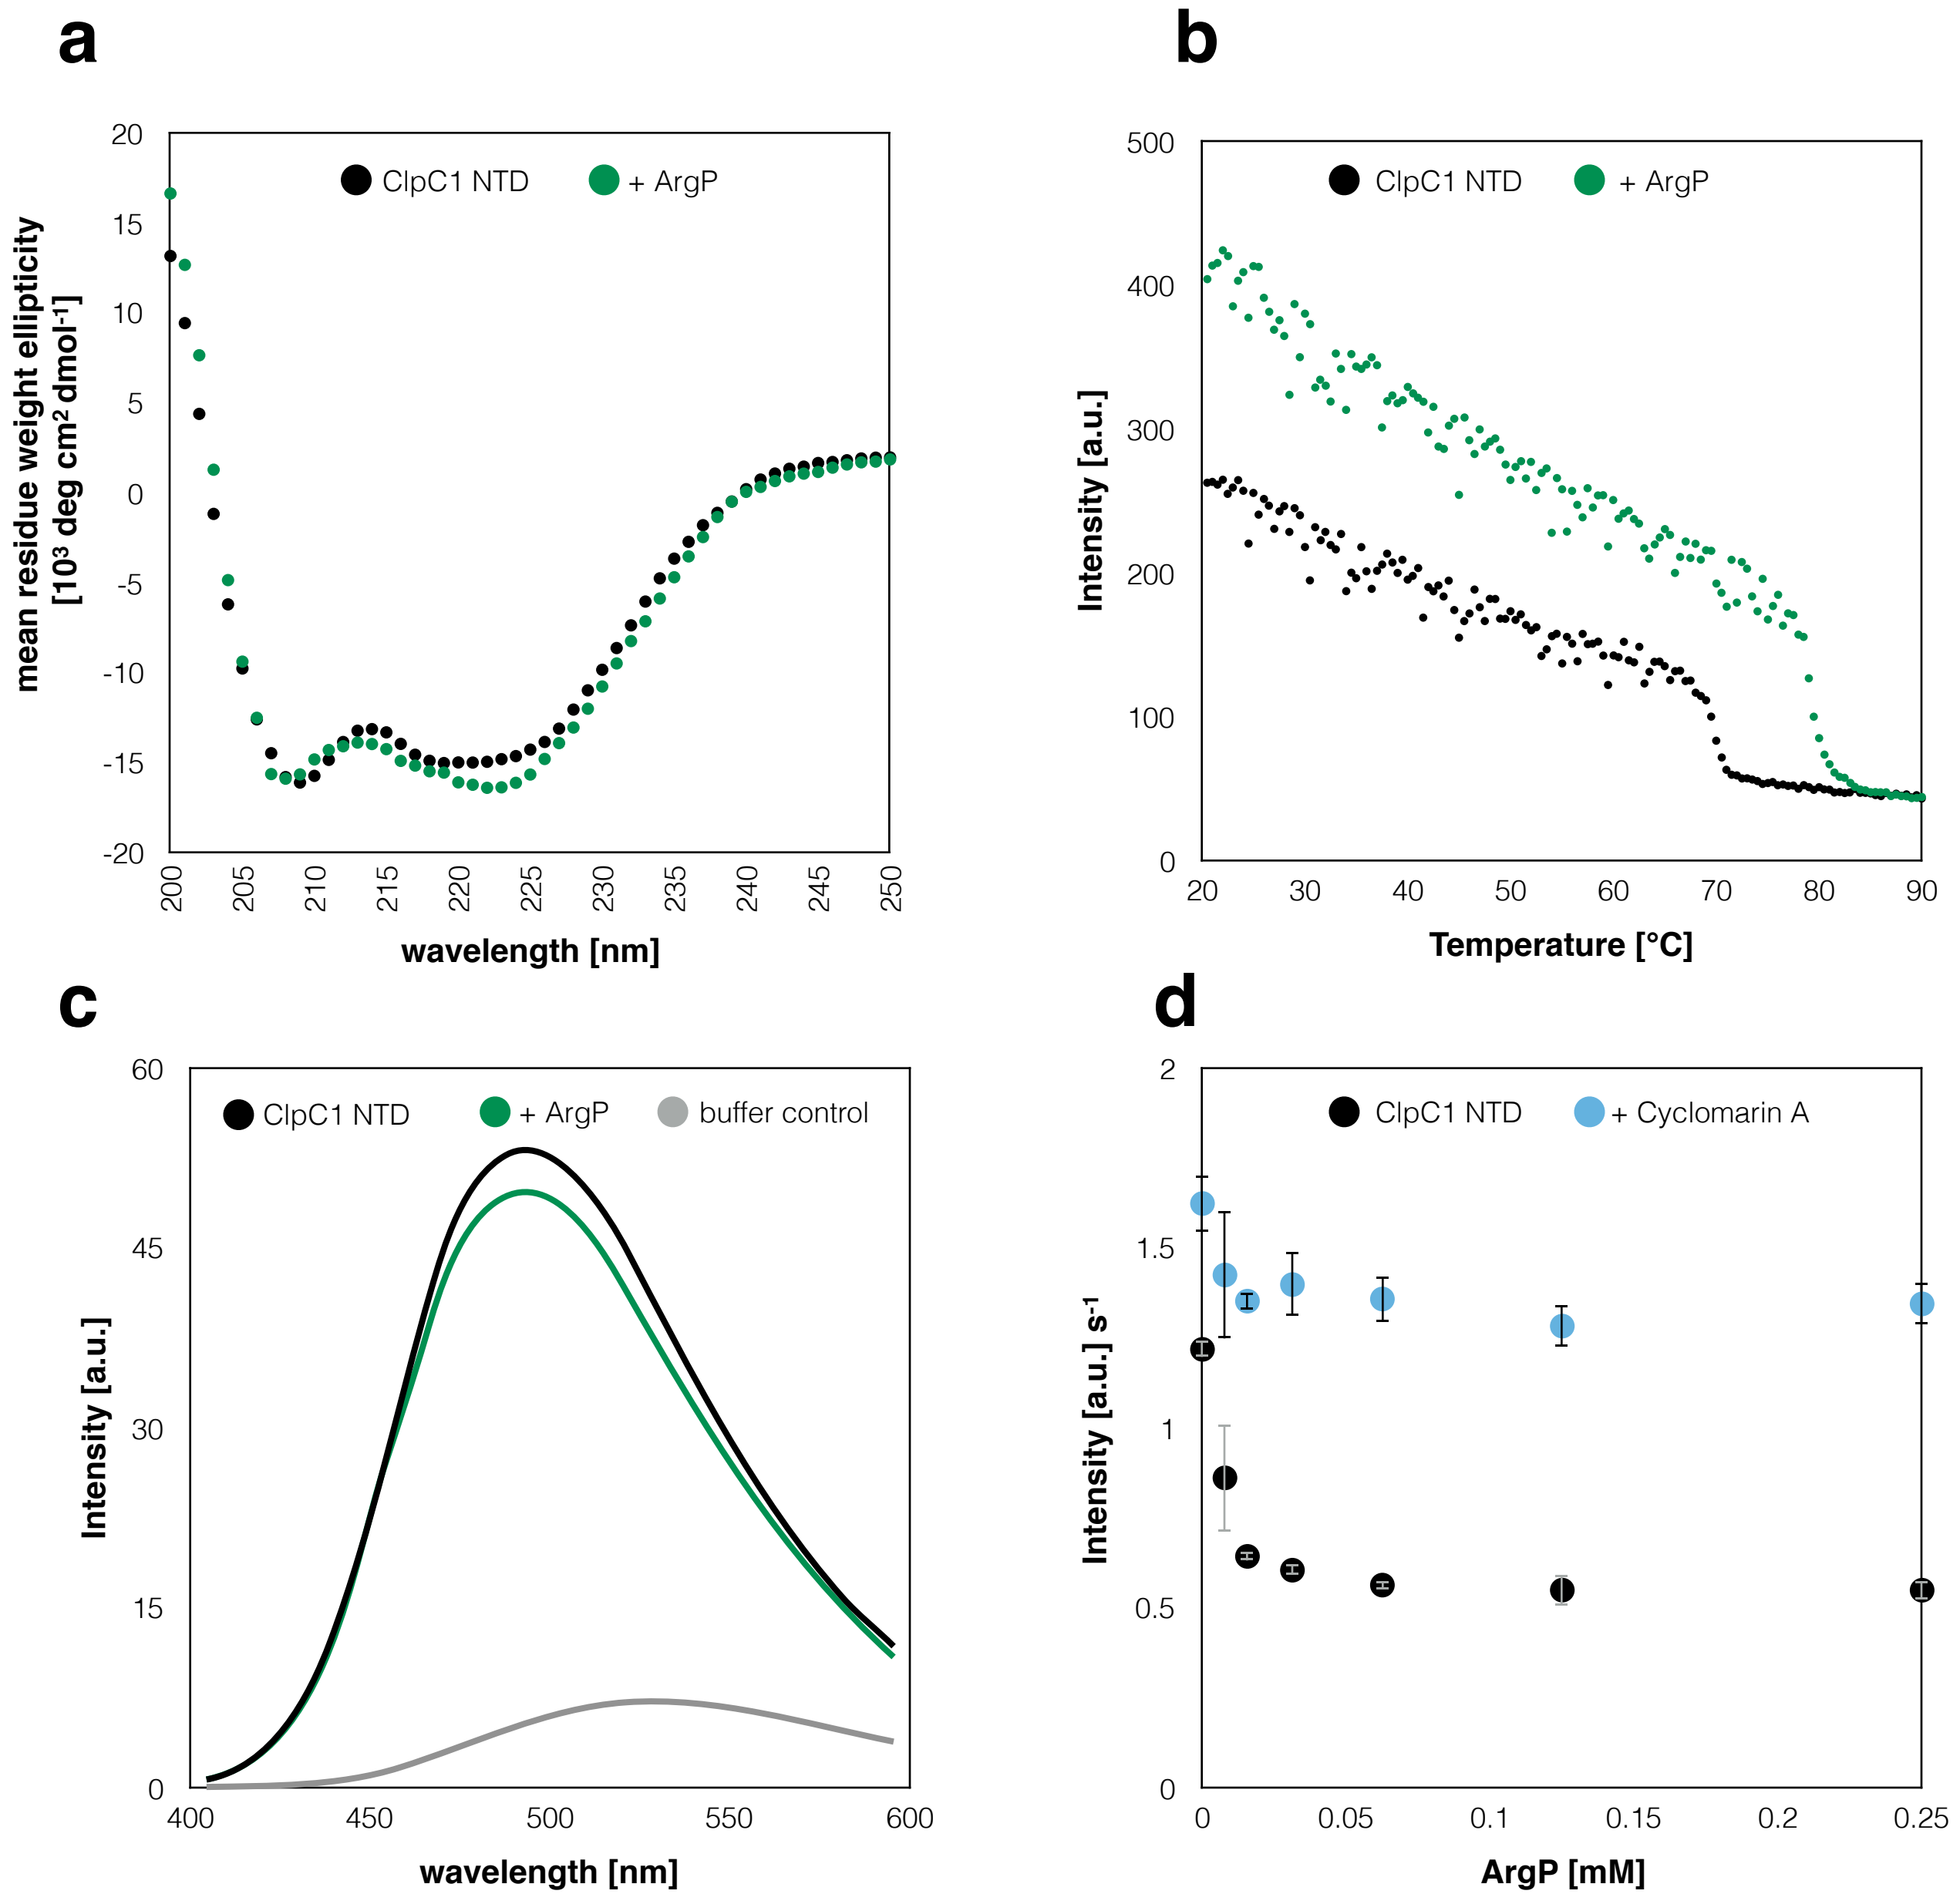 a
20
15
10
5
0
-5
-10
-15
-20
mean residue weight ellipticity
[10³ deg cm² dmol⁻¹]
ClpC1 NTD + ArgP
200 205 210 215 220 225 230 235 240 245 250
wavelength [nm]
b
500
400
300
200
100
0
Intensity [a.u.]
ClpC1 NTD + ArgP
20 30 40 50 60 70 80 90
Temperature [°C]
c
60
45
30
15
0
Intensity [a.u.]
ClpC1 NTD + ArgP buffer control
400 450 500 550 600
wavelength [nm]
d
2
1.5
1
0.5
0
Intensity [a.u.] s⁻¹
ClpC1 NTD + Cyclomarin A
0 0.05 0.1 0.15 0.2 0.25
ArgP [mM]